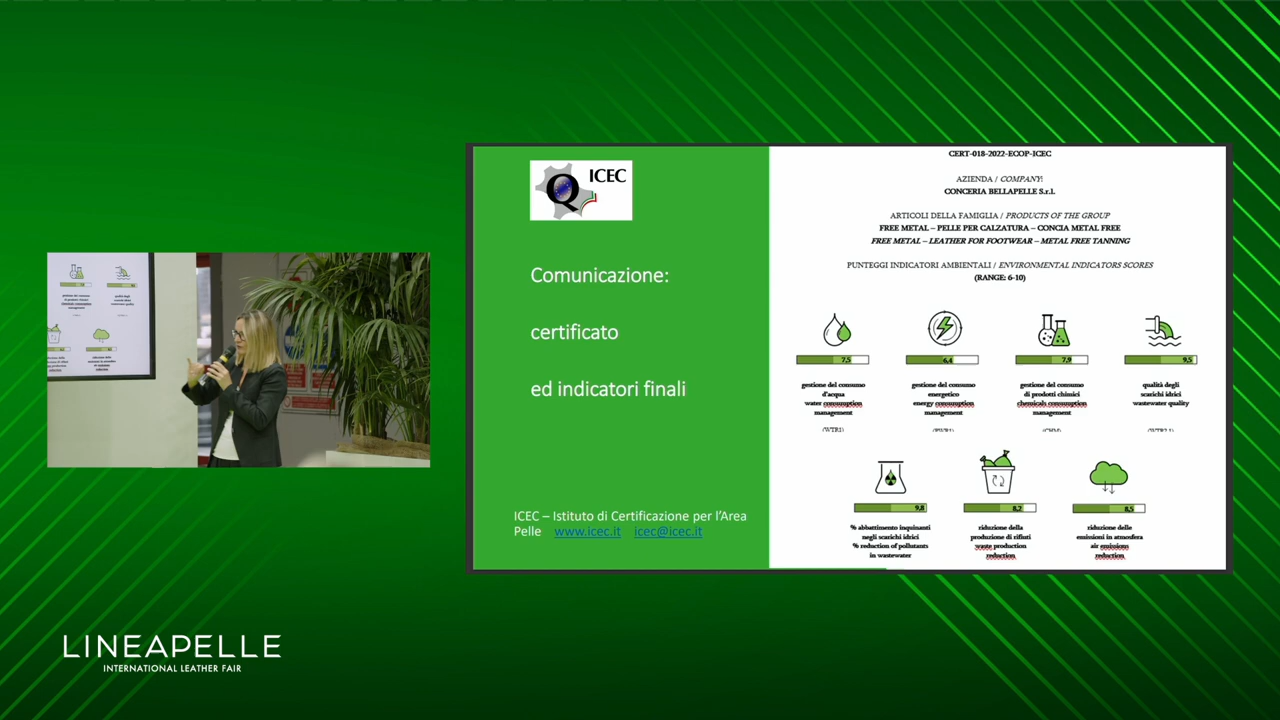 ICEC
Comunicazione:
certificato
ed indicatori finali
ICEC – Istituto di Certificazione per l'Area
Pelle www.icec.it icec@icec.it
CERT-018-2022-ECOP-ICEC
AZIENDA / COMPANY:
CONCERIA BELLAPELLE S.r.l.
ARTICOLI DELLA FAMIGLIA / PRODUCTS OF THE GROUP
FREE METAL – PELLE PER CALZATURA – CONCIA METAL FREE
FREE METAL – LEATHER FOR FOOTWEAR – METAL FREE TANNING
PUNTEGGI INDICATORI AMBIENTALI / ENVIRONMENTAL INDICATORS SCORES
(RANGE: 6-10)
7,5
gestione del consumo
d'acqua
water consumption
management
6,4
gestione del consumo
energetico
energy consumption
management
7,9
gestione del consumo
di prodotti chimici
chemicals consumption
management
9,5
qualità degli
scarichi idrici
wastewater quality
9,8
% abbattimento inquinanti
negli scarichi idrici
% reduction of pollutants
in wastewater
8,2
riduzione della
produzione di rifiuti
waste production
reduction
8,5
riduzione delle
emissioni in atmosfera
air emissions
reduction
LINEAPELLE
INTERNATIONAL LEATHER FAIR